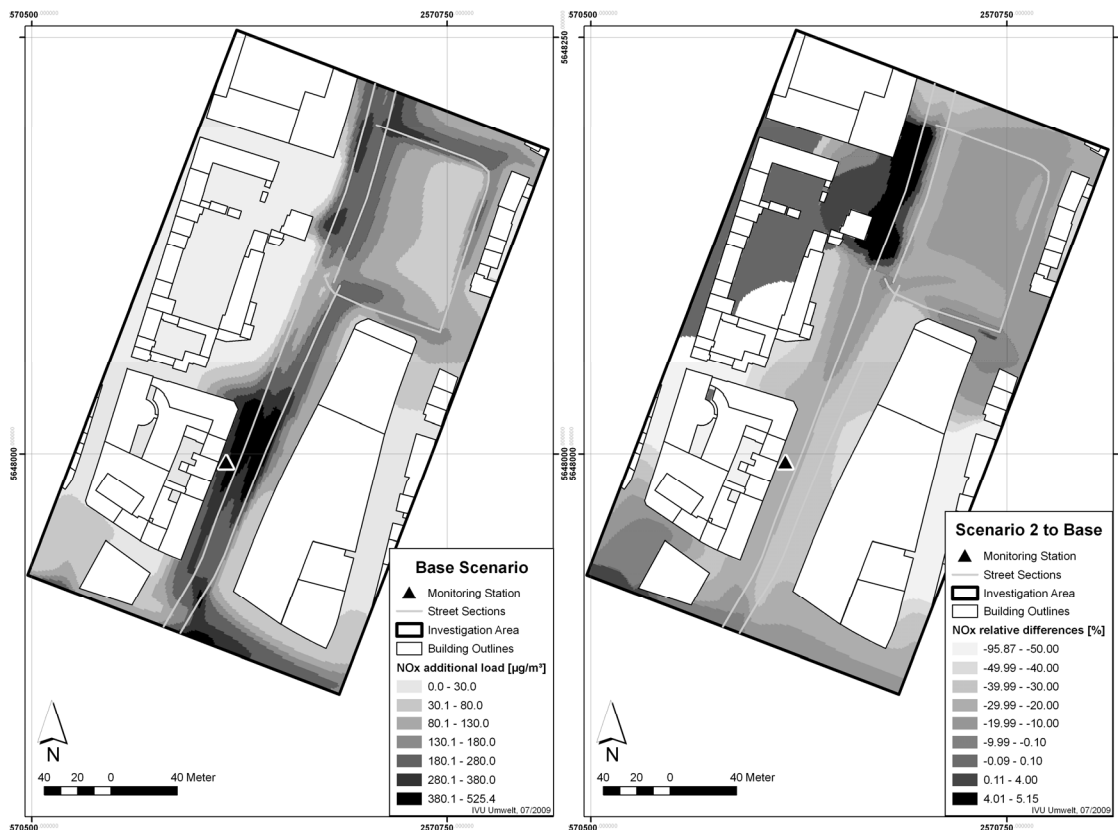 570500
2570750
570500
2570750
5648250
5648000
5648000
Base Scenario
Monitoring Station
Street Sections
Investigation Area
Building Outlines
NOx additional load [µg/m³]
0.0 - 30.0
30.1 - 80.0
80.1 - 130.0
130.1 - 180.0
180.1 - 280.0
280.1 - 380.0
380.1 - 525.4
IVU Umwelt, 07/2009
N
40 20 0 40 Meter
Scenario 2 to Base
Monitoring Station
Street Sections
Investigation Area
Building Outlines
NOx relative differences [%]
-95.87 - -50.00
-49.99 - -40.00
-39.99 - -30.00
-29.99 - -20.00
-19.99 - -10.00
-9.99 - -0.10
-0.09 - 0.10
0.11 - 4.00
4.01 - 5.15
IVU Umwelt, 07/2009
N
40 20 0 40 Meter
570500
2570750
570500
2570750